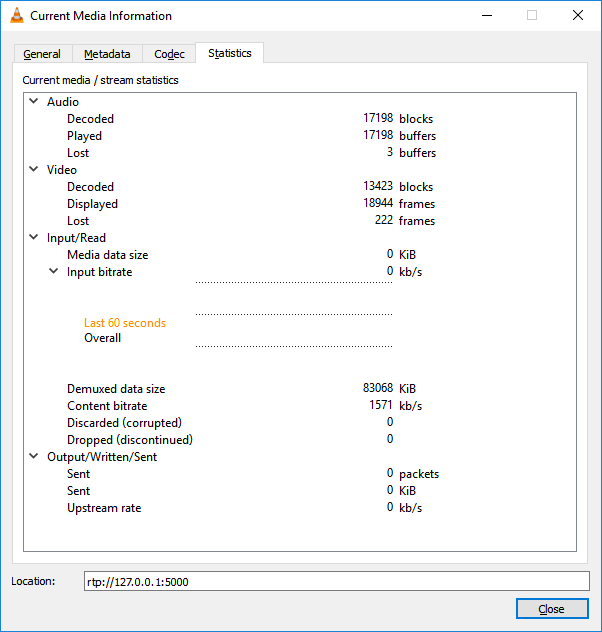 Current Media Information
General Metadata Codec Statistics
Current media / stream statistics
Audio
Decoded 17198 blocks
Played 17198 buffers
Lost 3 buffers
Video
Decoded 13423 blocks
Displayed 18944 frames
Lost 222 frames
Input/Read
Media data size 0 KiB
Input bitrate 0 kb/s
Last 60 seconds
Overall
Demuxed data size 83068 KiB
Content bitrate 1571 kb/s
Discarded (corrupted) 0
Dropped (discontinued) 0
Output/Written/Sent
Sent 0 packets
Sent 0 KiB
Upstream rate 0 kb/s
Location: rtp://127.0.0.1:5000
Close